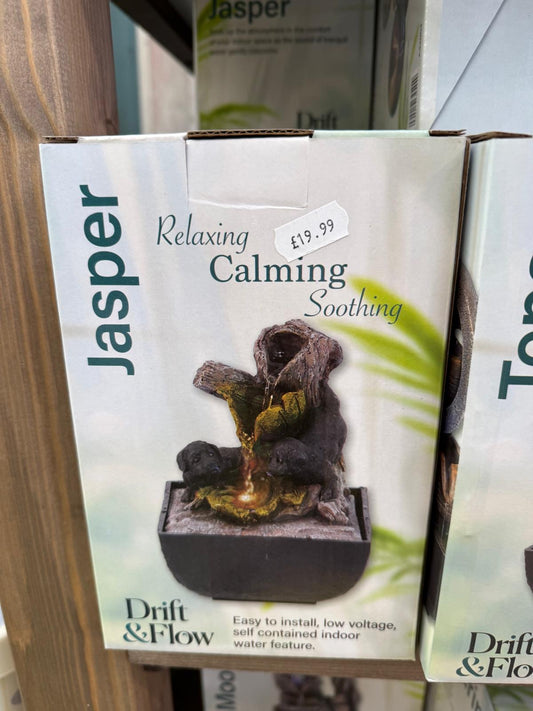 Jasper
Jasper
Relaxing
£19.99
Calming
Soothing
Drift
&Flow
Easy to install, low voltage,
self contained indoor
water feature.
Drift
Drift
&Flo
Moo